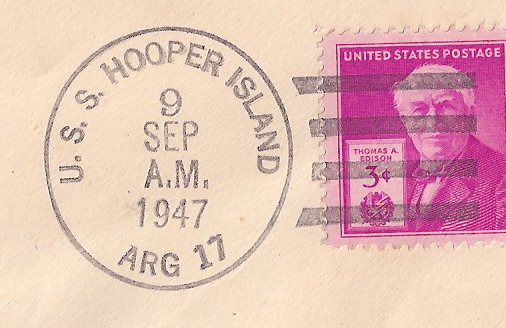 U. S. S. HOOPER ISLAND
9
SEP
A.M.
1947
ARG 17
UNITED STATES POSTAGE
THOMAS A.
EDISON
3¢